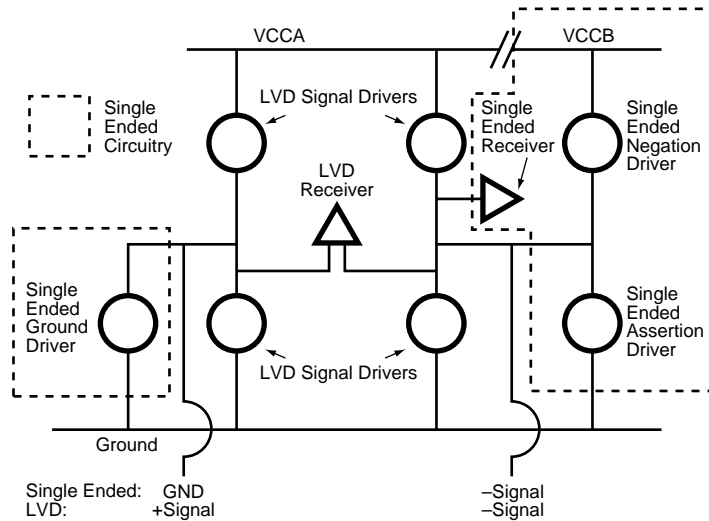 VCCA
VCCB
Single
Ended
Circuitry
LVD Signal Drivers
Single
Ended
Receiver
Single
Ended
Negation
Driver
LVD
Receiver
Single
Ended
Ground
Driver
Single
Ended
Assertion
Driver
LVD Signal Drivers
Ground
Single Ended: GND –Signal
LVD: +Signal –Signal